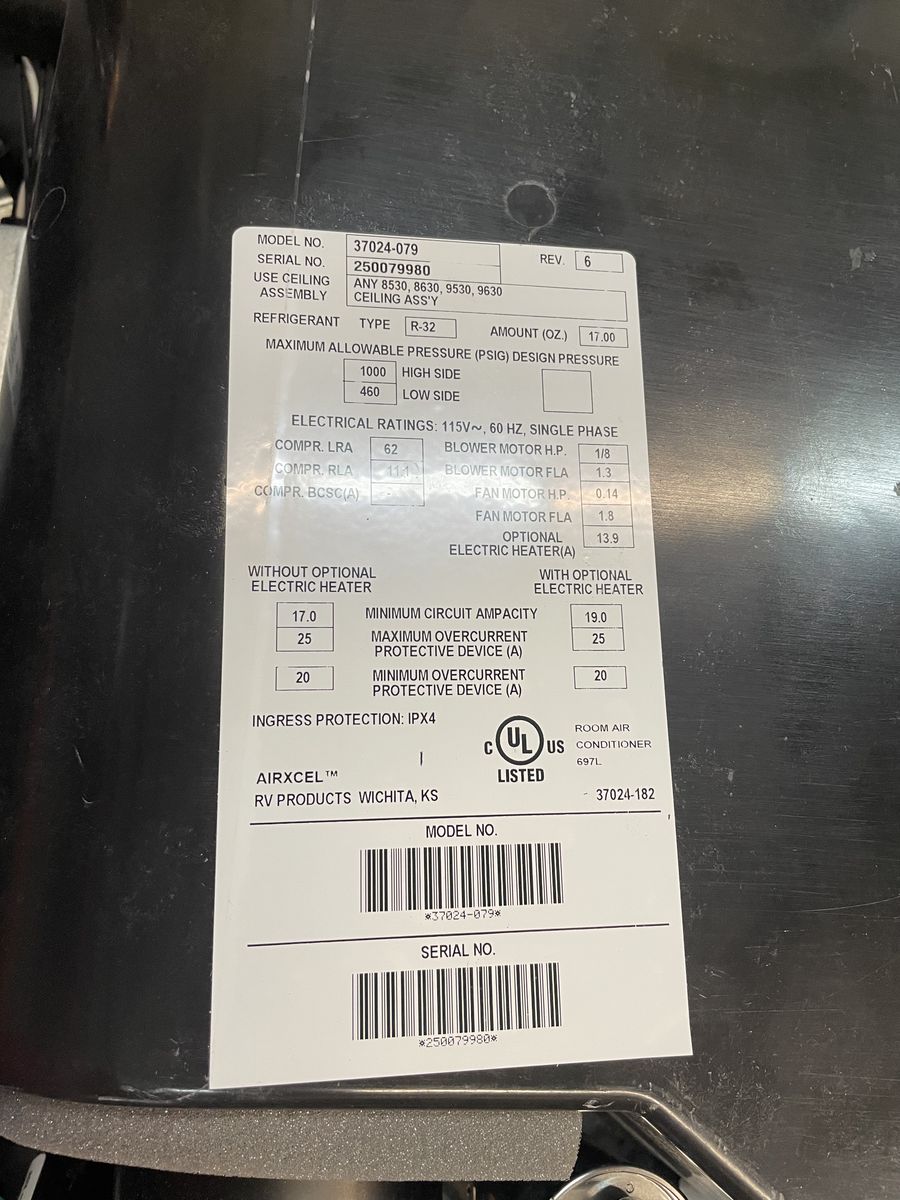 MODEL NO. 37024-079 REV. 6
SERIAL NO. 250079980
USE CEILING ASSEMBLY ANY 8530, 8630, 9530, 9630
CEILING ASS'Y
REFRIGERANT TYPE R-32 AMOUNT (OZ.) 17.00
MAXIMUM ALLOWABLE PRESSURE (PSIG) DESIGN PRESSURE
1000 HIGH SIDE
460 LOW SIDE
ELECTRICAL RATINGS: 115V~, 60 HZ, SINGLE PHASE
COMPR. LRA 62 BLOWER MOTOR H.P. 1/8
COMPR. RLA 11.1 BLOWER MOTOR FLA 1.3
COMPR. BCSC(A) - FAN MOTOR H.P. 0.14
FAN MOTOR FLA 1.8
OPTIONAL
ELECTRIC HEATER(A) 13.9
WITHOUT OPTIONAL
ELECTRIC HEATER
WITH OPTIONAL
ELECTRIC HEATER
17.0 MINIMUM CIRCUIT AMPACITY 19.0
25 MAXIMUM OVERCURRENT
PROTECTIVE DEVICE (A) 25
20 MINIMUM OVERCURRENT
PROTECTIVE DEVICE (A) 20
INGRESS PROTECTION: IPX4
C UL US
LISTED
ROOM AIR
CONDITIONER
697L
AIRXCEL™
RV PRODUCTS WICHITA, KS 37024-182
MODEL NO.
*37024-079*
SERIAL NO.
*250079980*